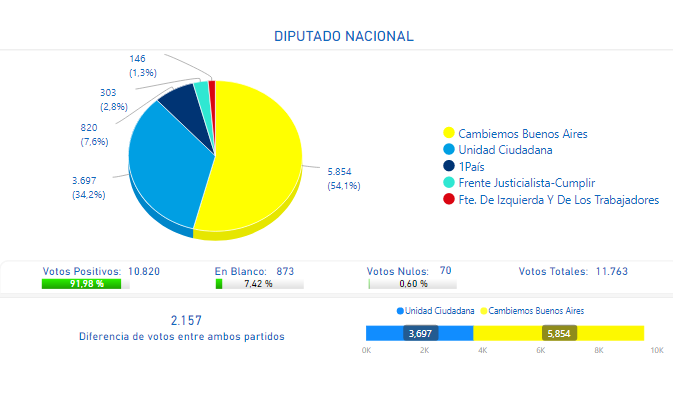 DIPUTADO NACIONAL
146
(1,3%)
303
(2,8%)
820
(7,6%)
3.697
(34,2%)
5.854
(54,1%)
Cambiemos Buenos Aires
Unidad Ciudadana
1País
Frente Justicialista-Cumplir
Fte. De Izquierda Y De Los Trabajadores
Votos Positivos: 10.820
91,98 %
En Blanco: 873
7,42 %
Votos Nulos: 70
0,60 %
Votos Totales: 11.763
2.157
Diferencia de votos entre ambos partidos
Unidad Ciudadana Cambiemos Buenos Aires
3,697 5,854
0K 2K 4K 6K 8K 10K